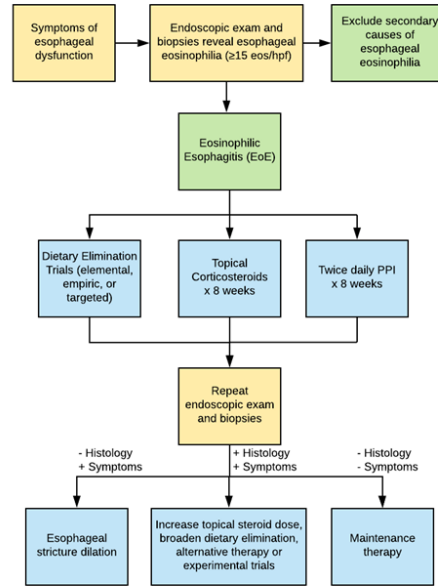 Symptoms of
esophageal
dysfunction
Endoscopic exam and
biopsies reveal esophageal
eosinophilia (≥15 eos/hpf)
Exclude secondary
causes of
esophageal
eosinophilia
Eosinophilic
Esophagitis (EoE)
Dietary Elimination
Trials (elemental,
empiric, or
targeted)
Topical
Corticosteroids
x 8 weeks
Twice daily PPI
x 8 weeks
Repeat
endoscopic exam
and biopsies
- Histology
+ Symptoms
+ Histology
+ Symptoms
- Histology
- Symptoms
Esophageal
stricture dilation
Increase topical steroid dose,
broaden dietary elimination,
alternative therapy or
experimental trials
Maintenance
therapy